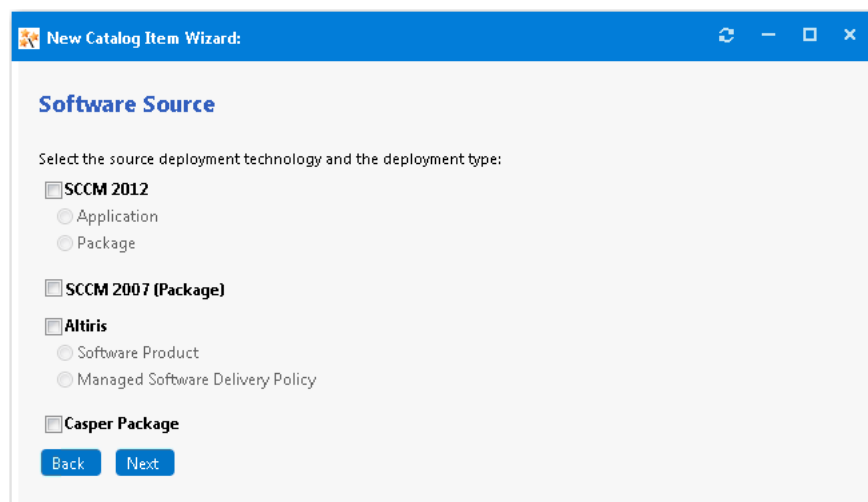 New Catalog Item Wizard:
Software Source
Select the source deployment technology and the deployment type:
SCCM 2012
Application
Package
SCCM 2007 (Package)
Altiris
Software Product
Managed Software Delivery Policy
Casper Package
Back Next